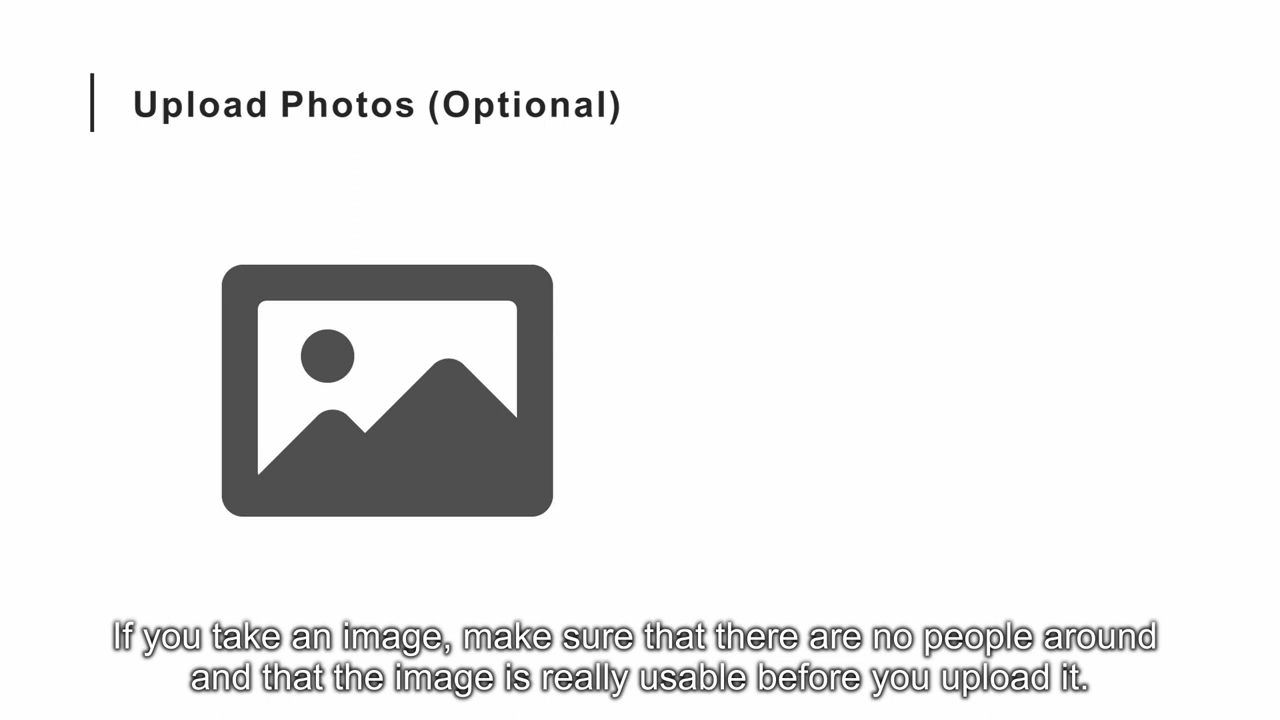 Upload Photos (Optional)
If you take an image, make sure that there are no people around
and that the image is really usable before you upload it.